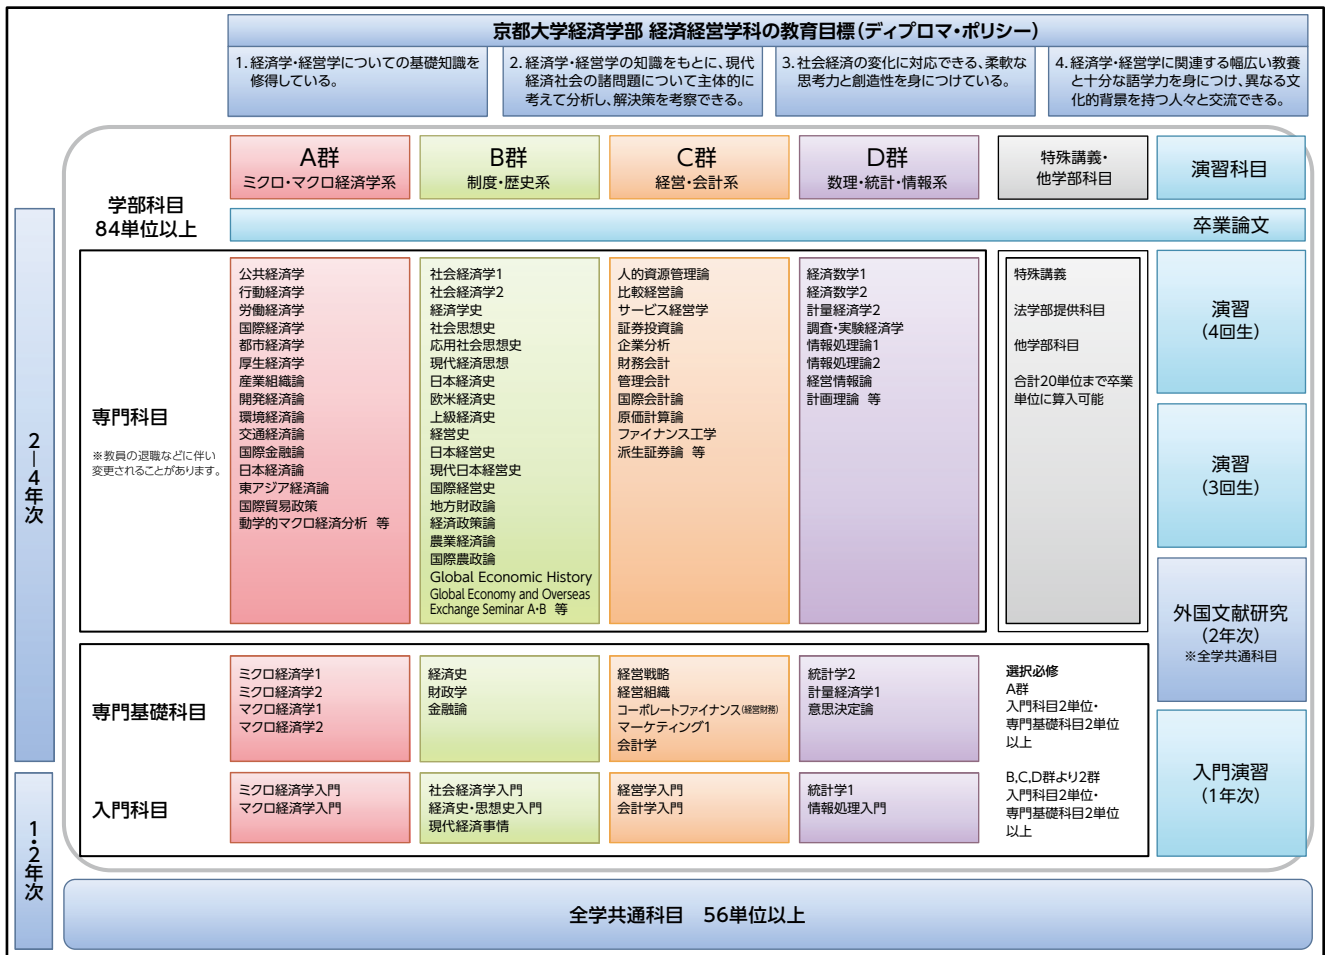 京都大学経済学部 経済経営学科の教育目標(ディプロマ・ポリシー)
1. 経済学・経営学についての基礎知識を
修得している。
2. 経済学・経営学の知識をもとに、現代
経済社会の諸問題について主体的に
考えて分析し、解決策を考察できる。
3. 社会経済の変化に対応できる、柔軟な
思考力と創造性を身につけている。
4. 経済学・経営学に関連する幅広い教養
と十分な語学力を身につけ、異なる文
化的背景を持つ人々と交流できる。
学部科目
84単位以上
A群
ミクロ・マクロ経済学系
B群
制度・歴史系
C群
経営・会計系
D群
数理・統計・情報系
特殊講義・
他学部科目
演習科目
卒業論文
2―4年次
専門科目
※教員の退職などに伴い
変更されることがあります。
公共経済学
行動経済学
労働経済学
国際経済学
都市経済学
厚生経済学
産業組織論
開発経済論
環境経済論
交通経済論
国際金融論
日本経済論
東アジア経済論
国際貿易政策
動学的マクロ経済分析 等
社会経済学1
社会経済学2
経済学史
社会思想史
応用社会思想史
現代経済思想
日本経済史
欧米経済史
上級経済史
経営史
日本経営史
現代日本経営史
国際経営史
地方財政論
経済政策論
農業経済論
国際農政論
Global Economic History
Global Economy and Overseas
Exchange Seminar A・B 等
人的資源管理論
比較経営論
サービス経営学
証券投資論
企業分析
財務会計
管理会計
国際会計論
原価計算論
ファイナンス工学
派生証券論 等
経済数学1
経済数学2
計量経済学2
調査・実験経済学
情報処理論1
情報処理論2
経営情報論
計画理論 等
特殊講義
法学部提供科目
他学部科目
合計20単位まで卒業
単位に算入可能
演習
(4回生)
演習
(3回生)
外国文献研究
(2年次)
※全学共通科目
専門基礎科目
ミクロ経済学1
ミクロ経済学2
マクロ経済学1
マクロ経済学2
経済史
財政学
金融論
経営戦略
経営組織
コーポレートファイナンス(経営財務)
マーケティング1
会計学
統計学2
計量経済学1
意思決定論
選択必修
A群
入門科目2単位・
専門基礎科目2単位
以上
B,C,D群より2群
入門科目2単位・
専門基礎科目2単位
以上
入門演習
(1年次)
1・2年次
入門科目
ミクロ経済学入門
マクロ経済学入門
社会経済学入門
経済史・思想史入門
現代経済事情
経営学入門
会計学入門
統計学1
情報処理入門
全学共通科目 56単位以上